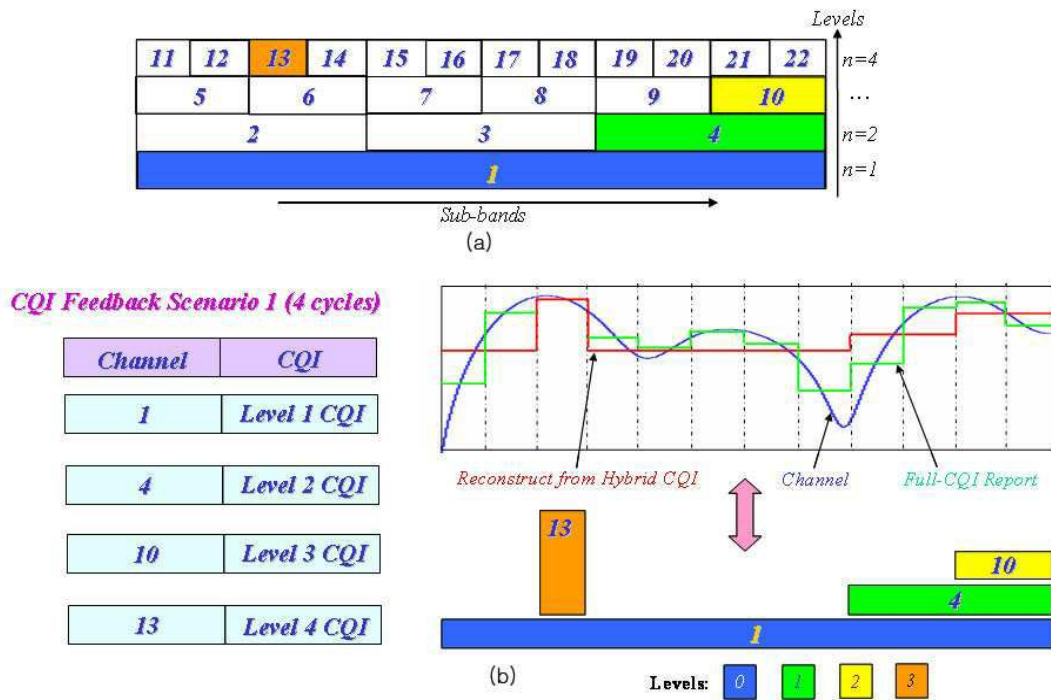 Levels
11 12 13 14 15 16 17 18 19 20 21 22 n=4
5 6 7 8 9 10 ...
2 3 4 n=2
1 n=1
Sub-bands
(a)
CQI Feedback Scenario 1 (4 cycles)
Channel CQI
1 Level 1 CQI
4 Level 2 CQI
10 Level 3 CQI
13 Level 4 CQI
Reconstruct from Hybrid CQI Channel Full-CQI Report
13
10
4
1
(b)
Levels: 0 1 2 3